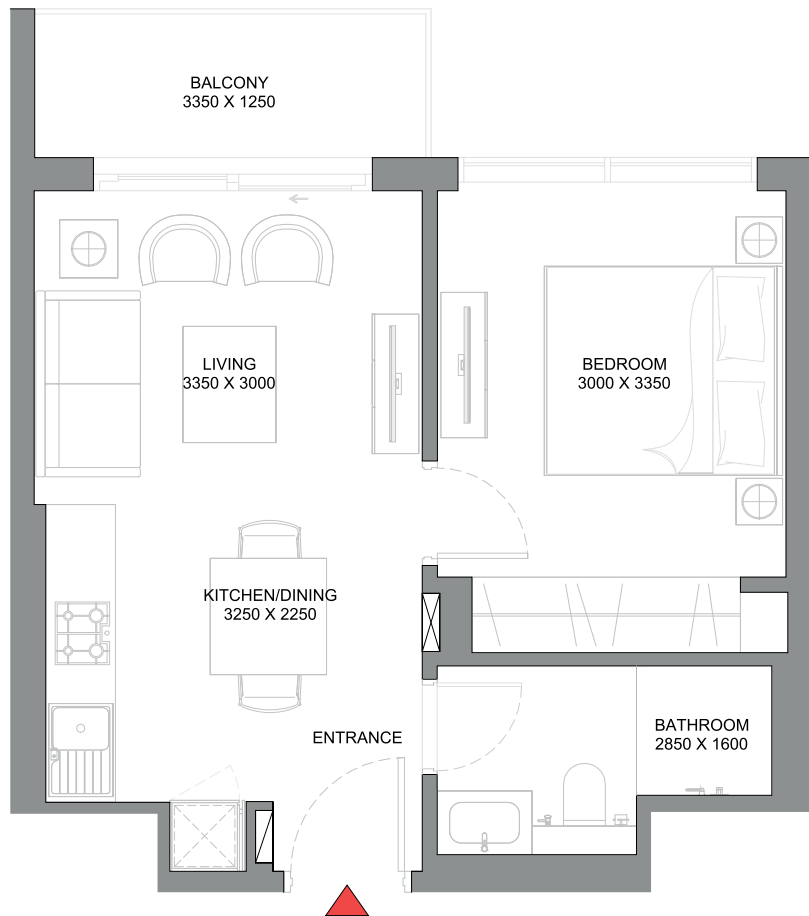 BALCONY
3350 X 1250
LIVING
3350 X 3000
BEDROOM
3000 X 3350
KITCHEN/DINING
3250 X 2250
ENTRANCE
BATHROOM
2850 X 1600